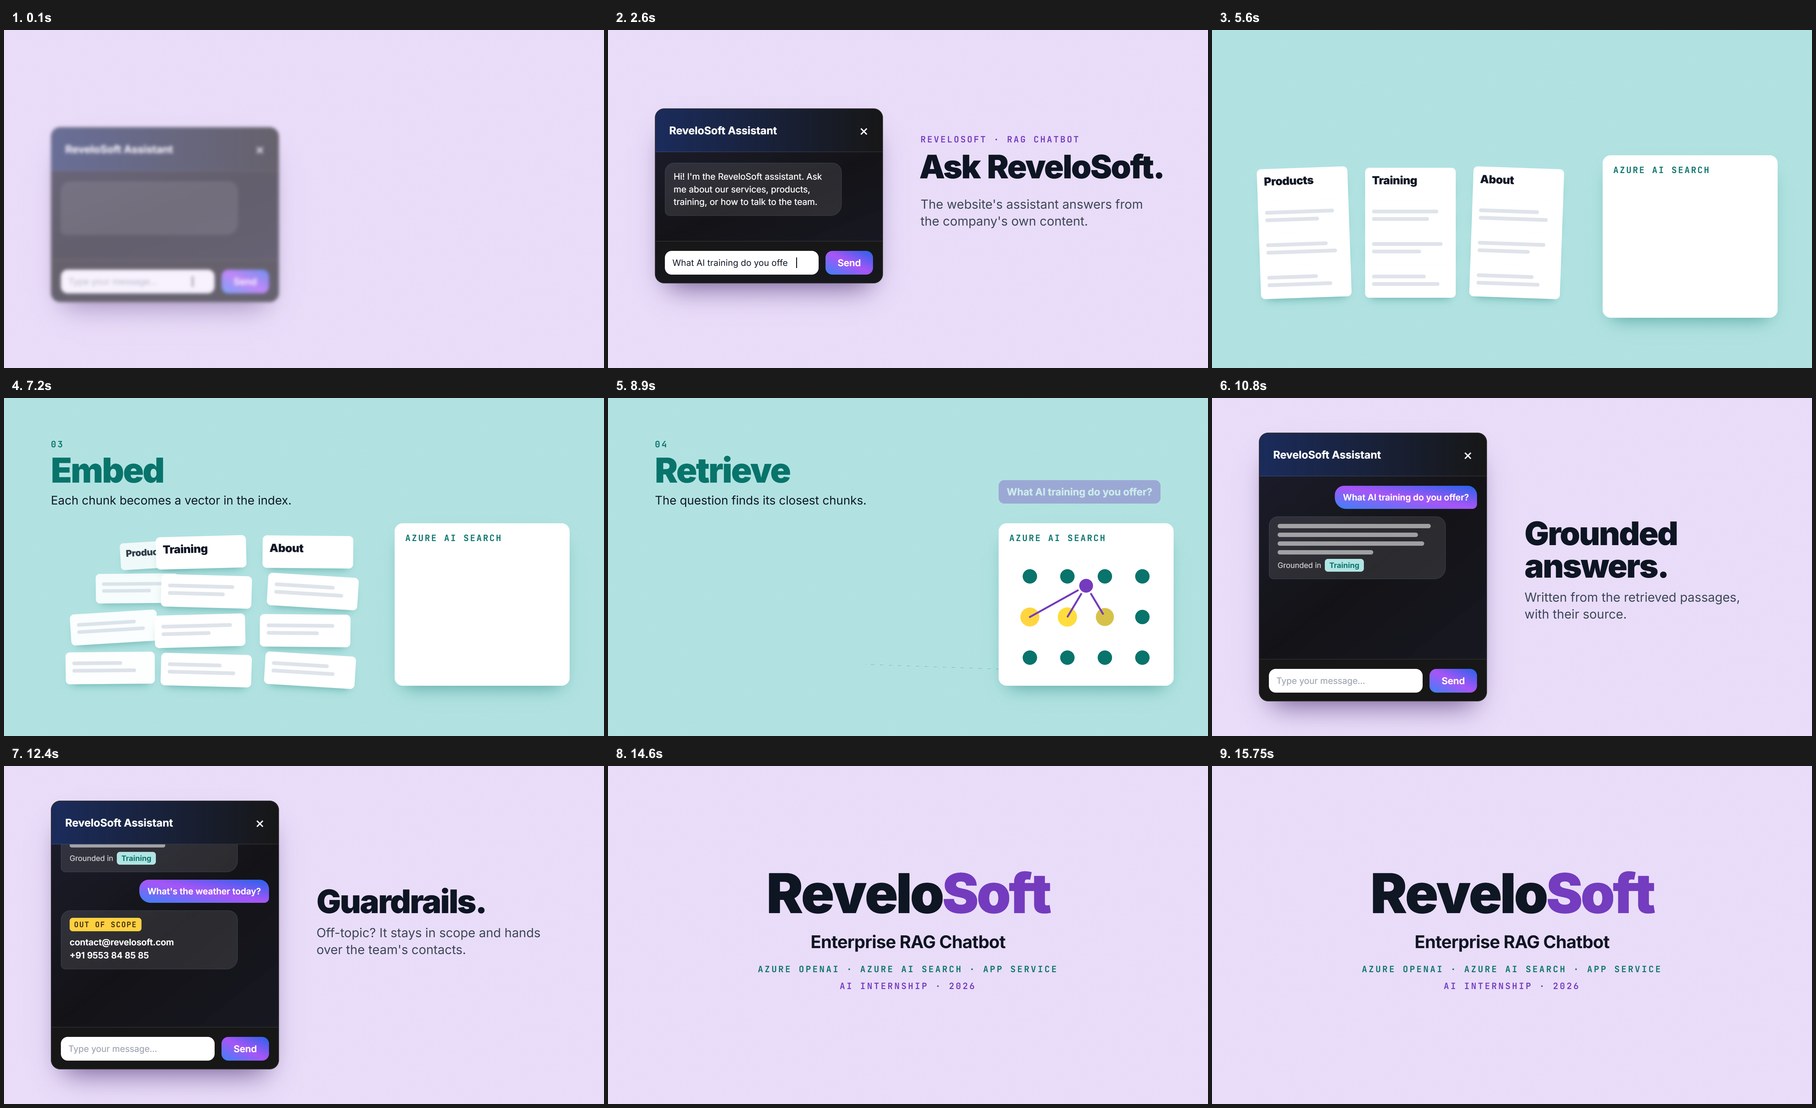 1. 0.1s
ReveloSoft Assistant
×
Type your message...
Send
2. 2.6s
ReveloSoft Assistant
×
Hi! I'm the ReveloSoft assistant. Ask
me about our services, products,
training, or how to talk to the team.
What AI training do you offe
Send
REVELOSOFT · RAG CHATBOT
Ask ReveloSoft.
The website's assistant answers from
the company's own content.
3. 5.6s
Products
Training
About
AZURE AI SEARCH
4. 7.2s
03
Embed
Each chunk becomes a vector in the index.
Produc
Training
About
AZURE AI SEARCH
5. 8.9s
04
Retrieve
The question finds its closest chunks.
What AI training do you offer?
AZURE AI SEARCH
6. 10.8s
ReveloSoft Assistant
×
What AI training do you offer?
Grounded in Training
Type your message...
Send
Grounded
answers.
Written from the retrieved passages,
with their source.
7. 12.4s
ReveloSoft Assistant
×
Grounded in Training
What's the weather today?
OUT OF SCOPE
contact@revelosoft.com
+91 9553 84 85 85
Type your message...
Send
Guardrails.
Off-topic? It stays in scope and hands
over the team's contacts.
8. 14.6s
ReveloSoft
Enterprise RAG Chatbot
AZURE OPENAI · AZURE AI SEARCH · APP SERVICE
AI INTERNSHIP · 2026
9. 15.75s
ReveloSoft
Enterprise RAG Chatbot
AZURE OPENAI · AZURE AI SEARCH · APP SERVICE
AI INTERNSHIP · 2026